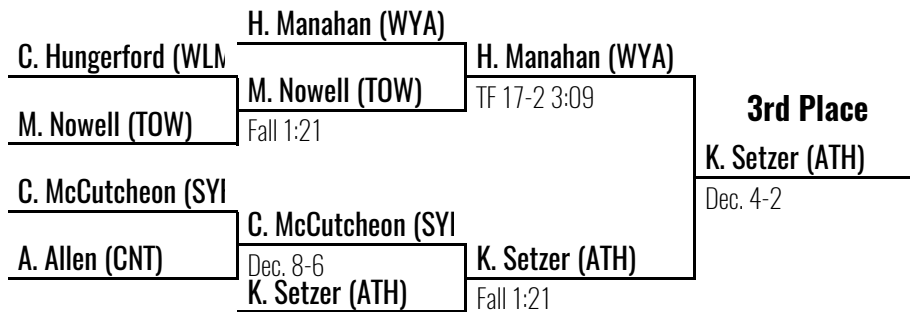 H. Manahan (WYA)
C. Hungerford (WLM
H. Manahan (WYA)
M. Nowell (TOW)
TF 17-2 3:09
3rd Place
M. Nowell (TOW)
Fall 1:21
K. Setzer (ATH)
C. McCutcheon (SYI
Dec. 4-2
C. McCutcheon (SYI
A. Allen (CNT)
K. Setzer (ATH)
Dec. 8-6
K. Setzer (ATH)
Fall 1:21